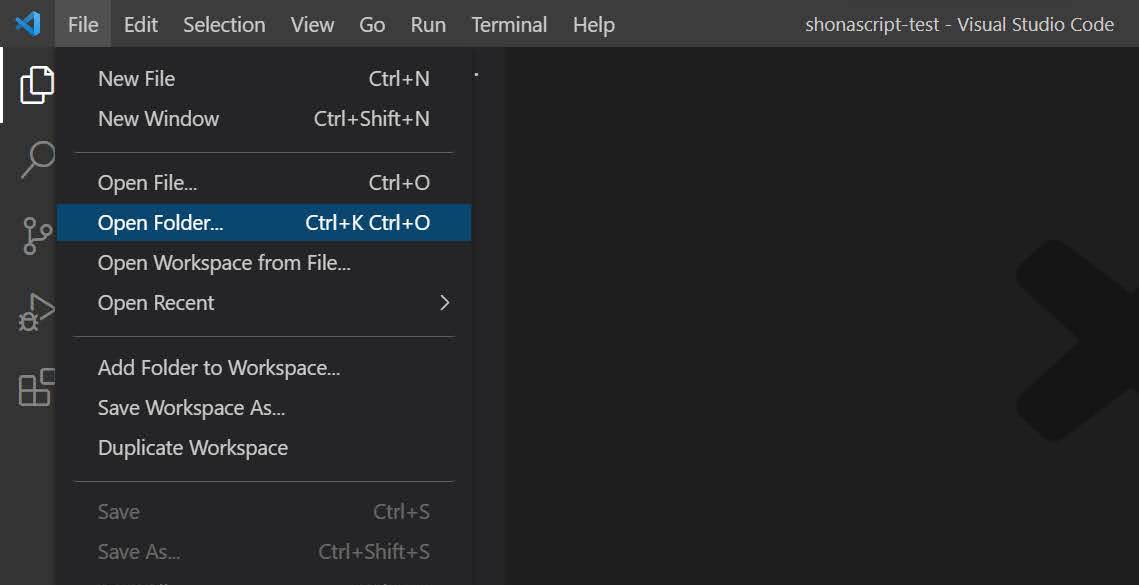 File Edit Selection View Go Run Terminal Help shonascript-test - Visual Studio Code
New File Ctrl+N
New Window Ctrl+Shift+N
Open File... Ctrl+O
Open Folder... Ctrl+K Ctrl+O
Open Workspace from File...
Open Recent
Add Folder to Workspace...
Save Workspace As...
Duplicate Workspace
Save Ctrl+S
Save As... Ctrl+Shift+S